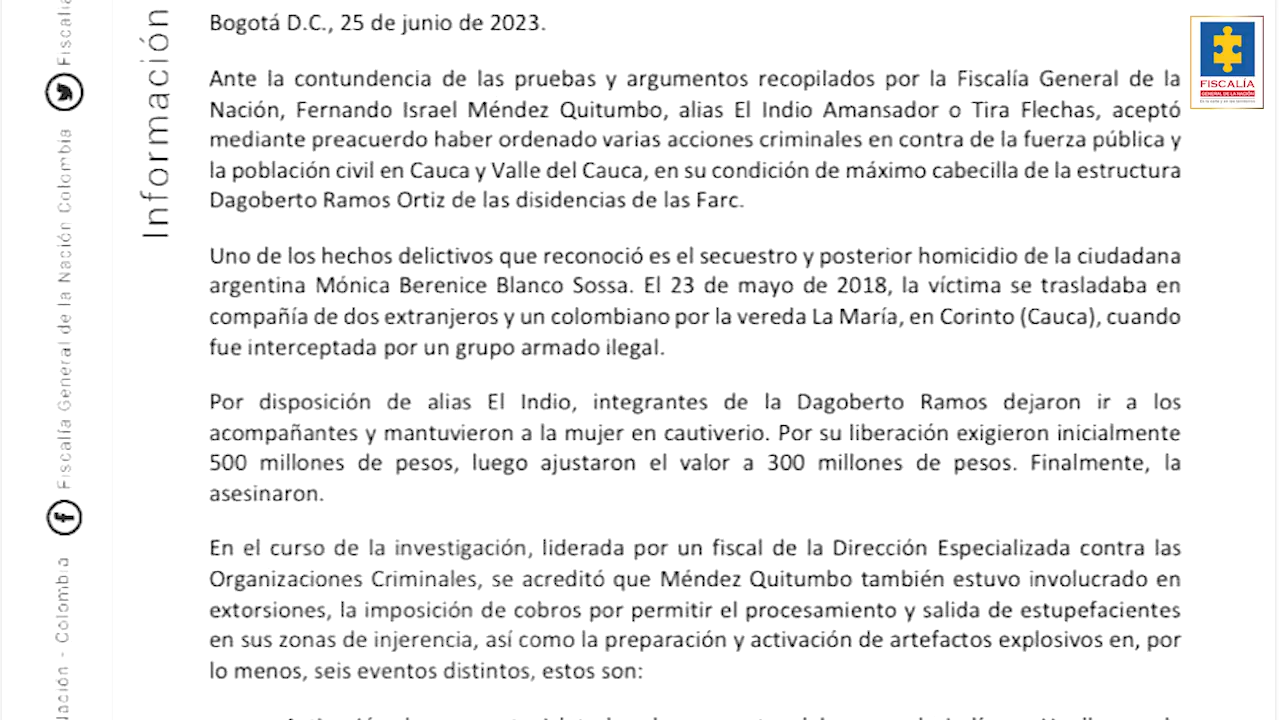 Bogotá D.C., 25 de junio de 2023.
Ante la contundencia de las pruebas y argumentos recopilados por la Fiscalía General de la
Nación, Fernando Israel Méndez Quitumbo, alias El Indio Amansador o Tira Flechas, aceptó
mediante preacuerdo haber ordenado varias acciones criminales en contra de la fuerza pública y
la población civil en Cauca y Valle del Cauca, en su condición de máximo cabecilla de la estructura
Dagoberto Ramos Ortiz de las disidencias de las Farc.
Uno de los hechos delictivos que reconoció es el secuestro y posterior homicidio de la ciudadana
argentina Mónica Berenice Blanco Sossa. El 23 de mayo de 2018, la víctima se trasladaba en
compañía de dos extranjeros y un colombiano por la vereda La María, en Corinto (Cauca), cuando
fue interceptada por un grupo armado ilegal.
Por disposición de alias El Indio, integrantes de la Dagoberto Ramos dejaron ir a los
acompañantes y mantuvieron a la mujer en cautiverio. Por su liberación exigieron inicialmente
500 millones de pesos, luego ajustaron el valor a 300 millones de pesos. Finalmente, la
asesinaron.
En el curso de la investigación, liderada por un fiscal de la Dirección Especializada contra las
Organizaciones Criminales, se acreditó que Méndez Quitumbo también estuvo involucrado en
extorsiones, la imposición de cobros por permitir el procesamiento y salida de estupefacientes
en sus zonas de injerencia, así como la preparación y activación de artefactos explosivos en, por
lo menos, seis eventos distintos, estos son:
Información
Fiscalía
Fiscalía General de la Nación Colombia
Nación - Colombia
FISCALÍA
GENERAL DE LA NACIÓN